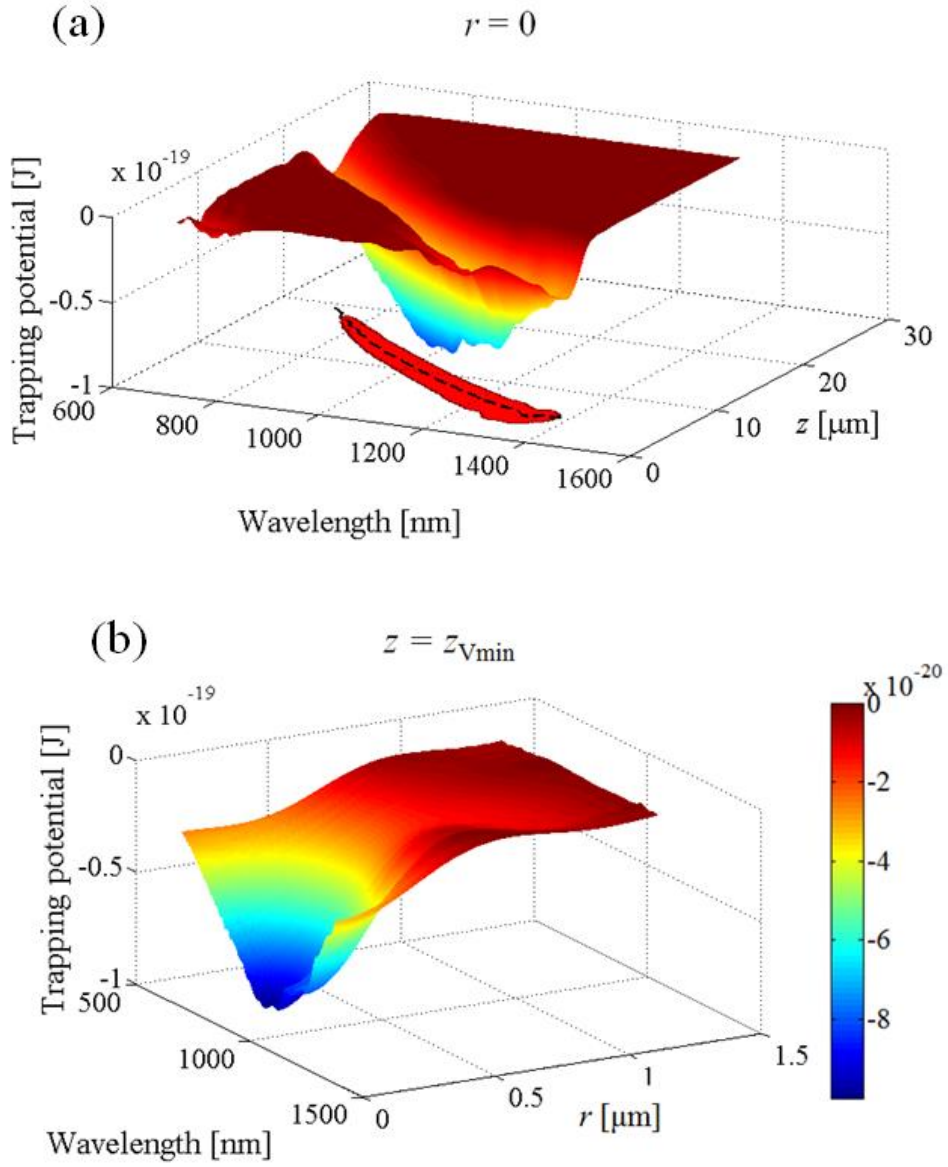 (a)
r = 0
x 10-19
Trapping potential [J]
0
-0.5
-1
600
800
1000
1200
1400
1600
Wavelength [nm]
0
10
20
30
z [μm]
(b)
z = zVmin
x 10-19
Trapping potential [J]
0
-0.5
-1
500
1000
1500
Wavelength [nm]
0
0.5
1
1.5
r [μm]
x 10-20
0
-2
-4
-6
-8